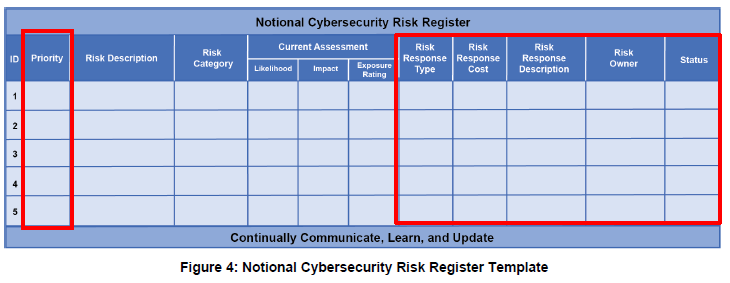 Notional Cybersecurity Risk Register
ID
Priority
Risk Description
Risk
Category
Current Assessment
Likelihood
Impact
Exposure
Rating
Risk
Response
Type
Risk
Response
Cost
Risk
Response
Description
Risk
Owner
Status
1
2
3
4
5
Continually Communicate, Learn, and Update
Figure 4: Notional Cybersecurity Risk Register Template